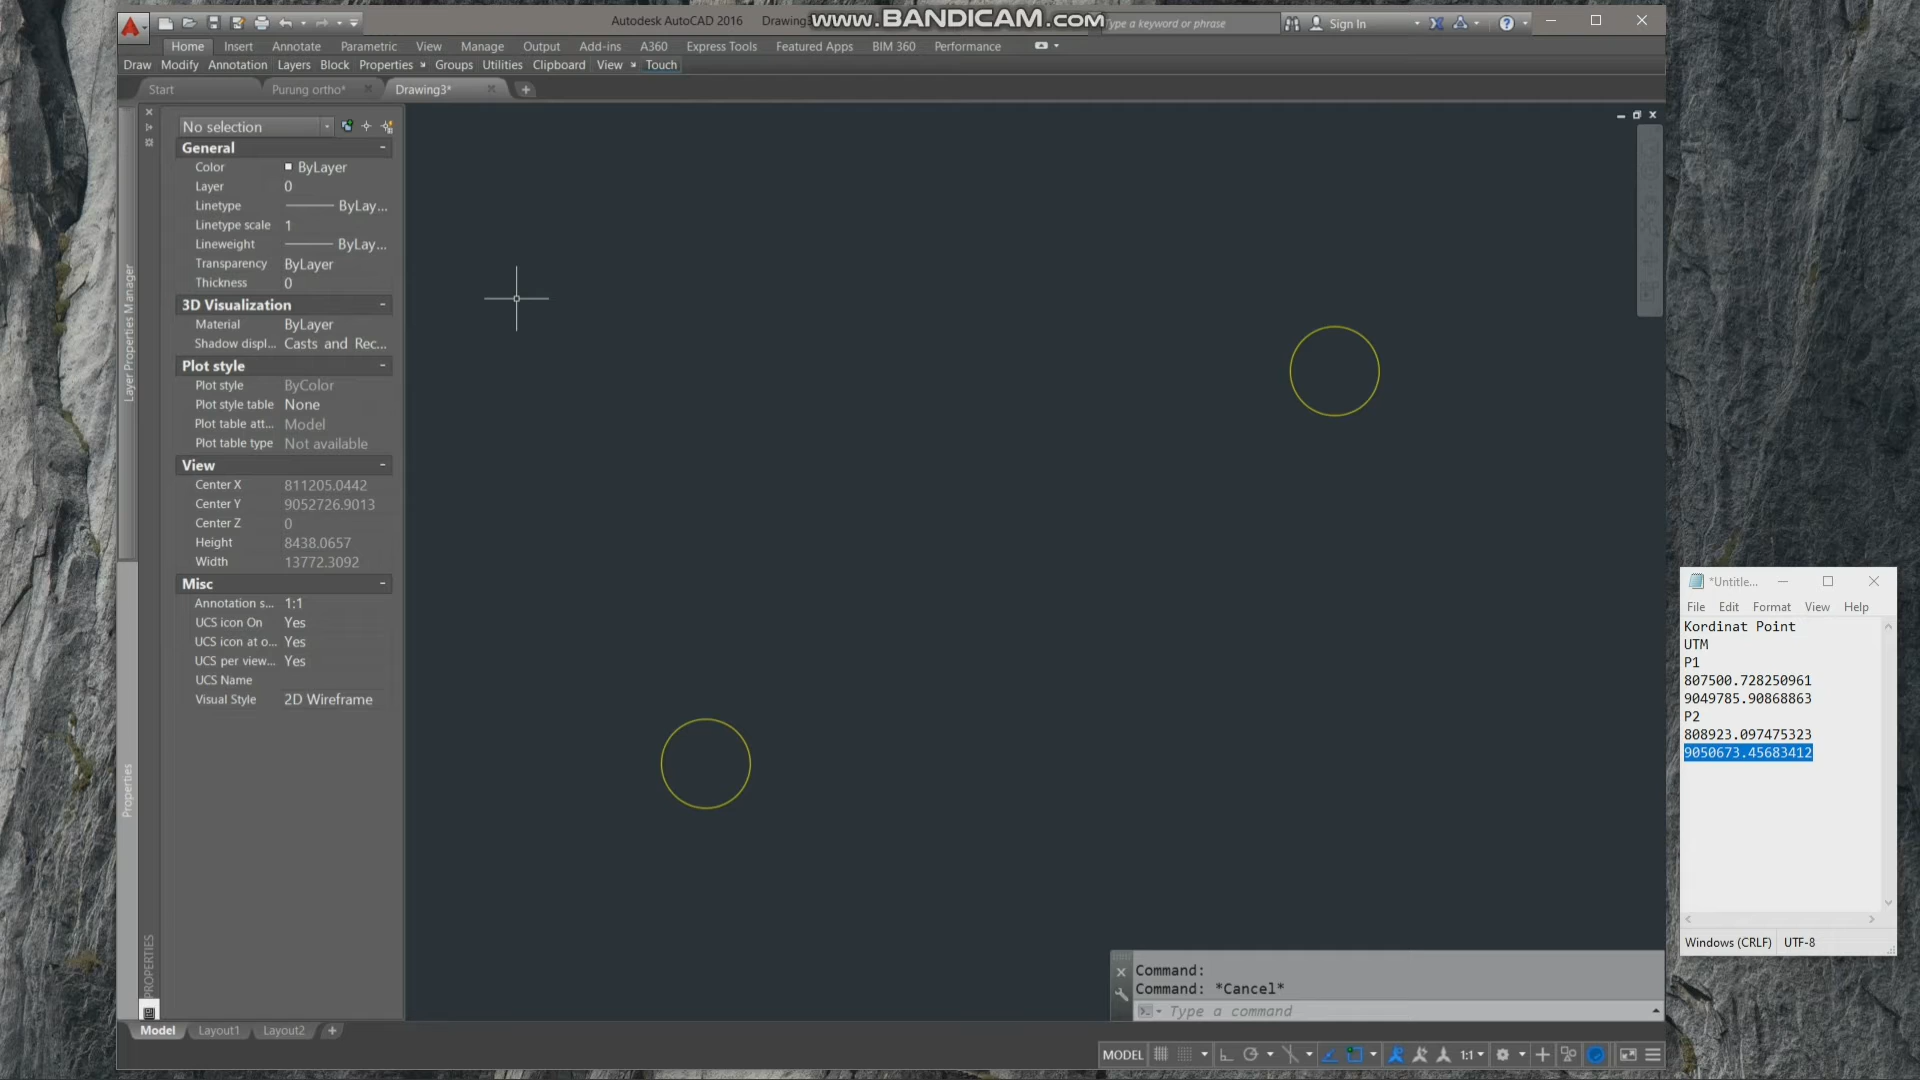 Autodesk AutoCAD 2016 Drawing3
www.BANDICAM.com
Type a keyword or phrase
Sign In
Home Insert Annotate Parametric View Manage Output Add-ins A360 Express Tools Featured Apps BIM 360 Performance
Draw Modify Annotation Layers Block Properties Groups Utilities Clipboard View Touch
Start Purung ortho* Drawing3*
No selection
General
Color ByLayer
Layer 0
Linetype ByLay...
Linetype scale 1
Lineweight ByLay...
Transparency ByLayer
Thickness 0
3D Visualization
Material ByLayer
Shadow displ... Casts and Rec...
Plot style
Plot style ByColor
Plot style table None
Plot table att... Model
Plot table type Not available
View
Center X 811205.0442
Center Y 9052726.9013
Center Z 0
Height 8438.0657
Width 13772.3092
Misc
Annotation s... 1:1
UCS icon On Yes
UCS icon at o... Yes
UCS per view... Yes
UCS Name
Visual Style 2D Wireframe
Layer Properties Manager
Properties
PROPERTIES
*Untitle...
File Edit Format View Help
Kordinat Point
UTM
P1
807500.728250961
9049785.90868863
P2
808923.097475323
9050673.45683412
Windows (CRLF) UTF-8
Command:
Command: *Cancel*
Type a command
Model Layout1 Layout2
MODEL 1:1